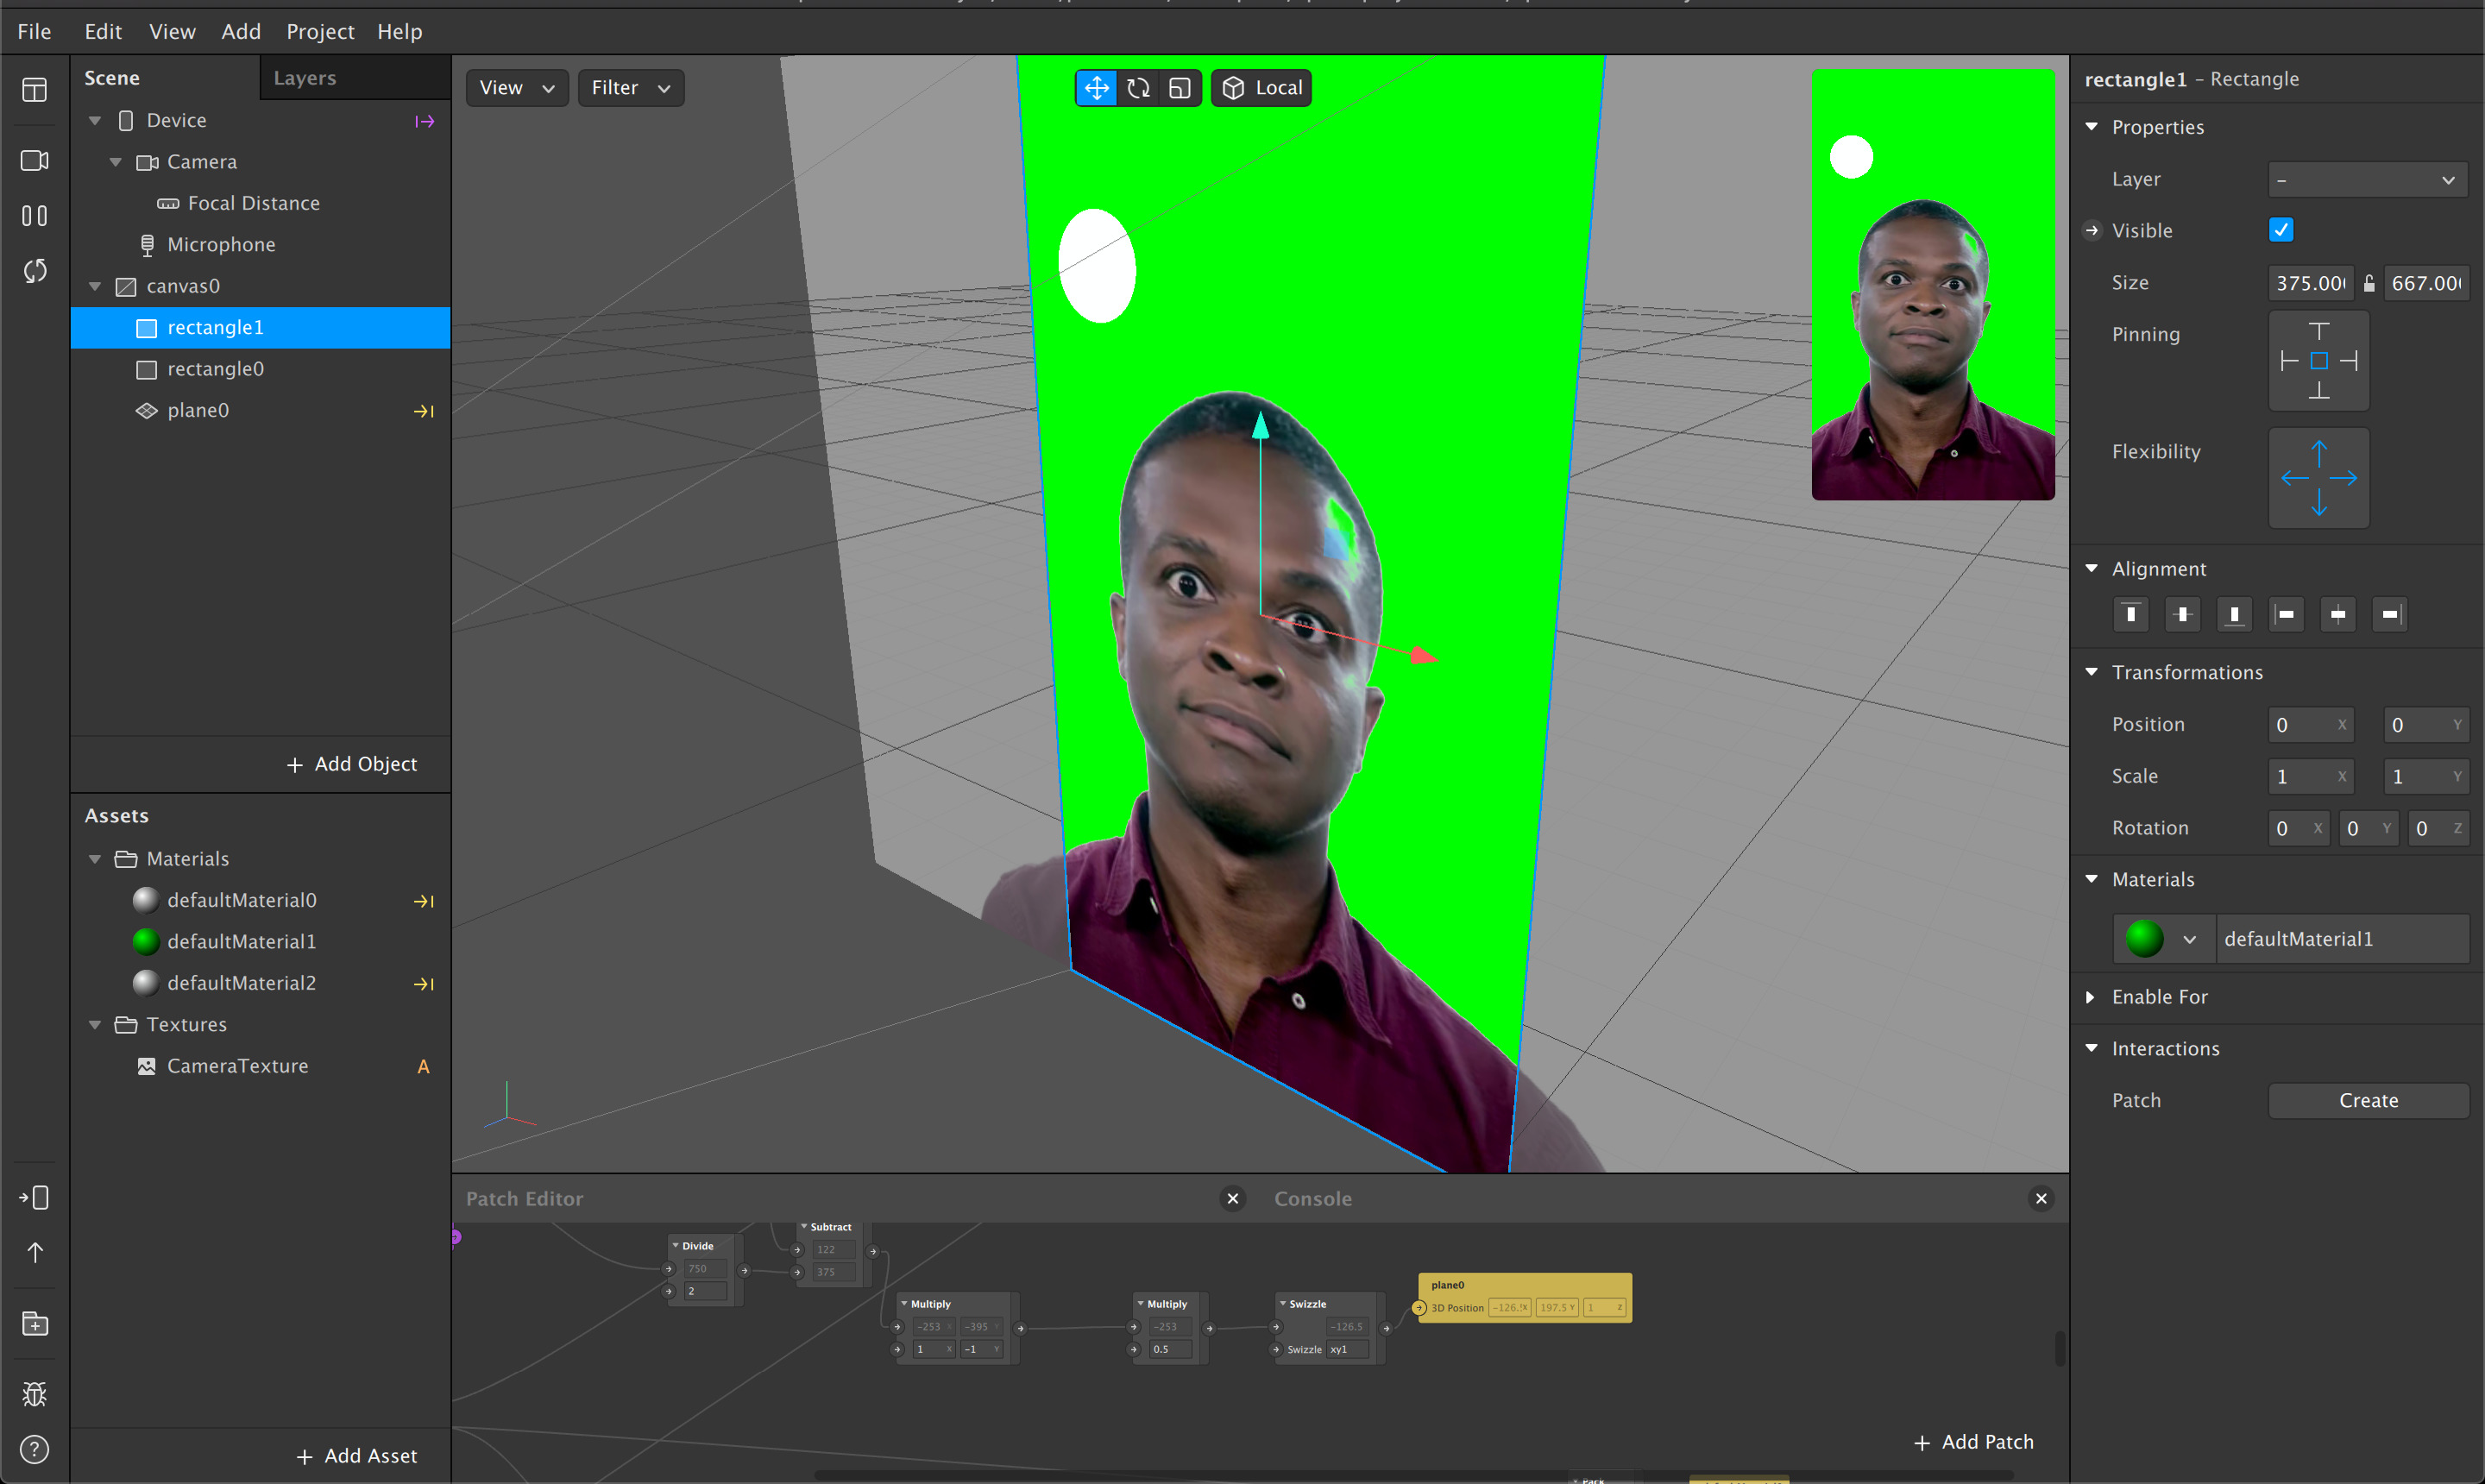 File Edit View Add Project Help
Scene Layers
Device
Camera
Focal Distance
Microphone
canvas0
rectangle1
rectangle0
plane0
+ Add Object
Assets
Materials
defaultMaterial0
defaultMaterial1
defaultMaterial2
Textures
CameraTexture A
+ Add Asset
View Filter Local
Patch Editor
Console
Divide
750
2
Subtract
122
375
Multiply
-253 X -395 Y
1 X -1 Y
Multiply
-253
0.5
Swizzle
-126.5
Swizzle xy1
plane0
3D Position -126.5 X 197.5 Y 1 Z
Pack
+ Add Patch
rectangle1 – Rectangle
Properties
Layer –
Visible
Size 375.00 667.00
Pinning
Flexibility
Alignment
Transformations
Position 0 X 0 Y
Scale 1 X 1 Y
Rotation 0 X 0 Y 0 Z
Materials
defaultMaterial1
Enable For
Interactions
Patch Create